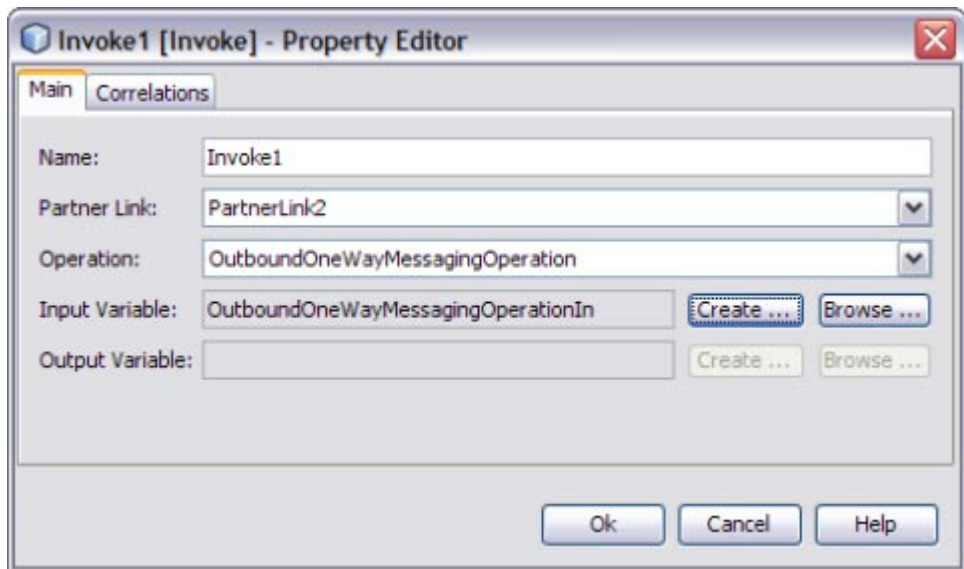 Invoke1 [Invoke] - Property Editor
Main Correlations
Name: Invoke1
Partner Link: PartnerLink2
Operation: OutboundOneWayMessagingOperation
Input Variable: OutboundOneWayMessagingOperationIn Create ... Browse ...
Output Variable: Create ... Browse ...
Ok Cancel Help